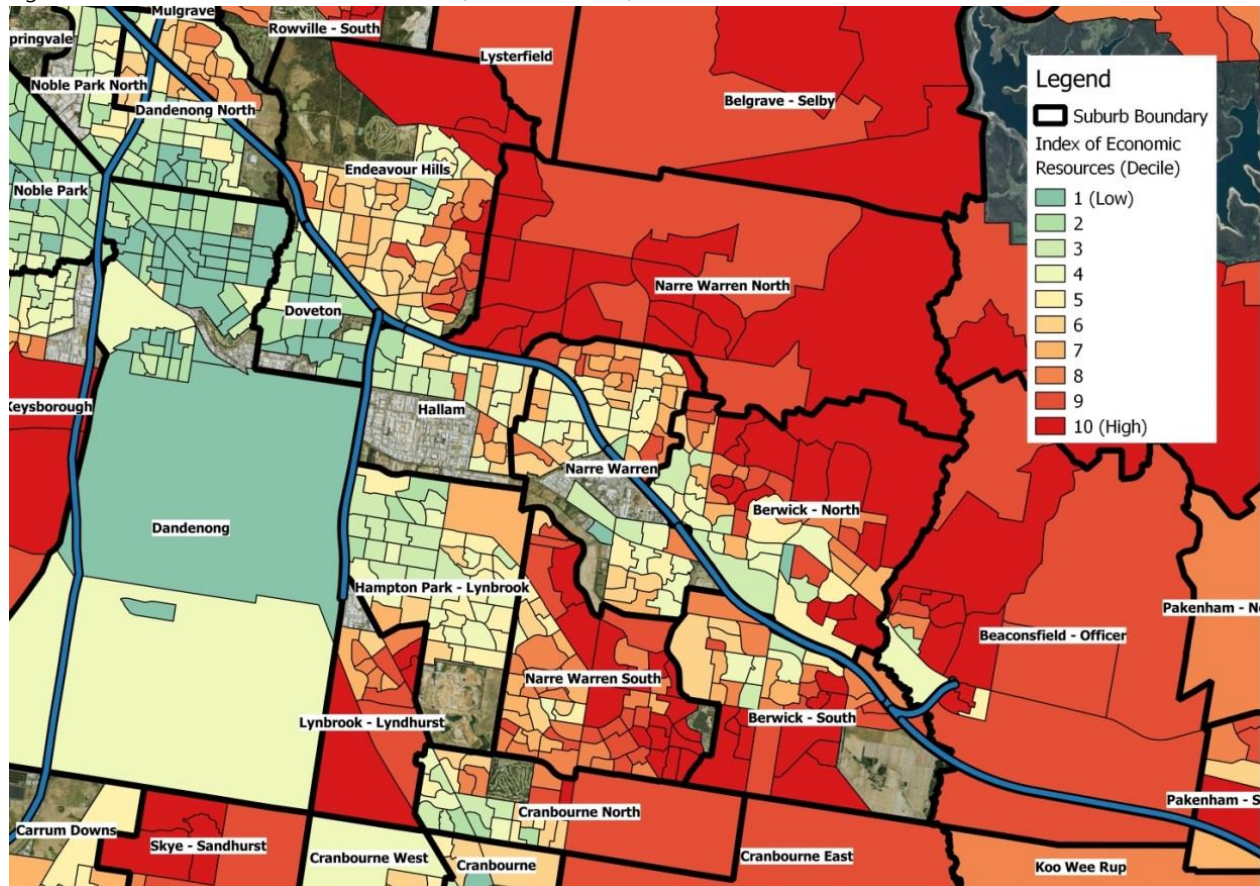 Mulgrave
pringvale
Rowville - South
Lysterfield
Noble Park North
Belgrave - Selby
Dandenong North
Endeavour Hills
Noble Park
Narre Warren North
Doveton
Keysborough
Hallam
Narre Warren
Berwick - North
Dandenong
Hampton Park - Lynbrook
Pakenham - No
Beaconsfield - Officer
Narre Warren South
Lynbrook - Lyndhurst
Berwick - South
Pakenham - S
Cranbourne North
Carrum Downs
Skye - Sandhurst
Cranbourne West
Cranbourne
Cranbourne East
Koo Wee Rup
Legend
Suburb Boundary
Index of Economic
Resources (Decile)
1 (Low)
2
3
4
5
6
7
8
9
10 (High)